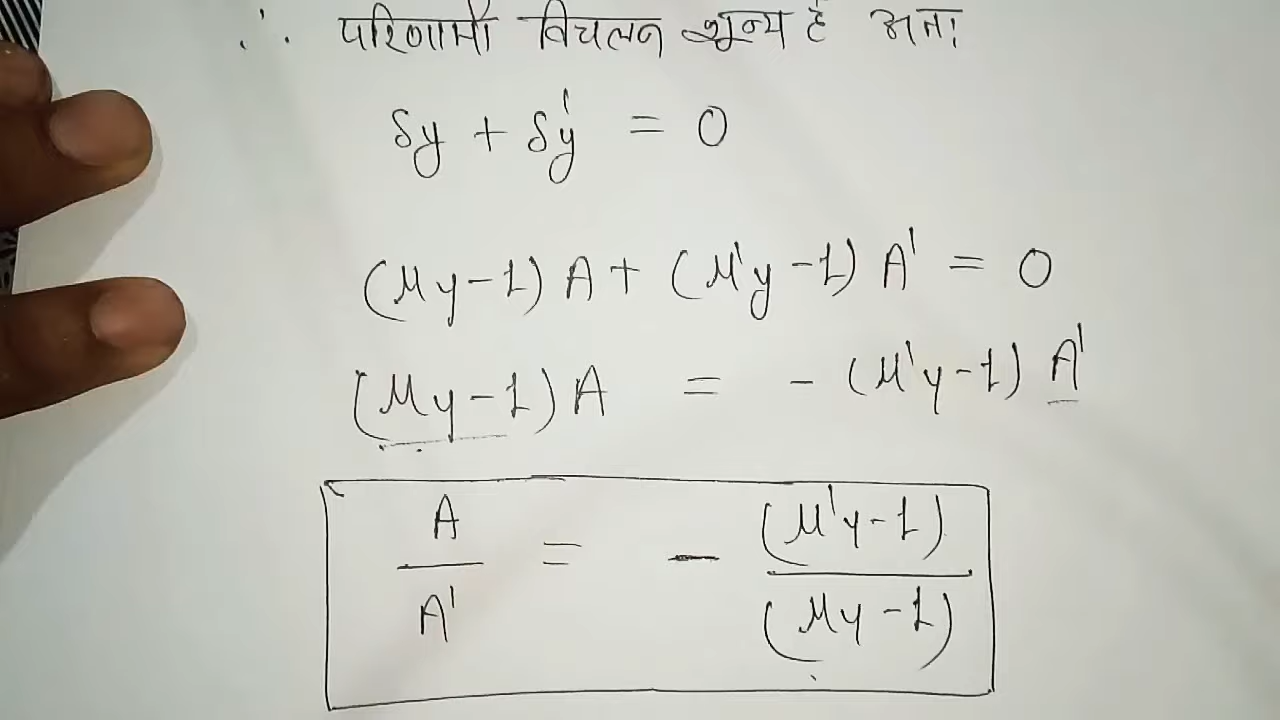 ∴ परिणामी विचलन शून्य है अतः
δy + δy' = 0
(μy-1) A + (μ'y-1) A' = 0
(μy-1) A = - (μ'y-1) A'
A/A' = - (μ'y-1)/(μy-1)